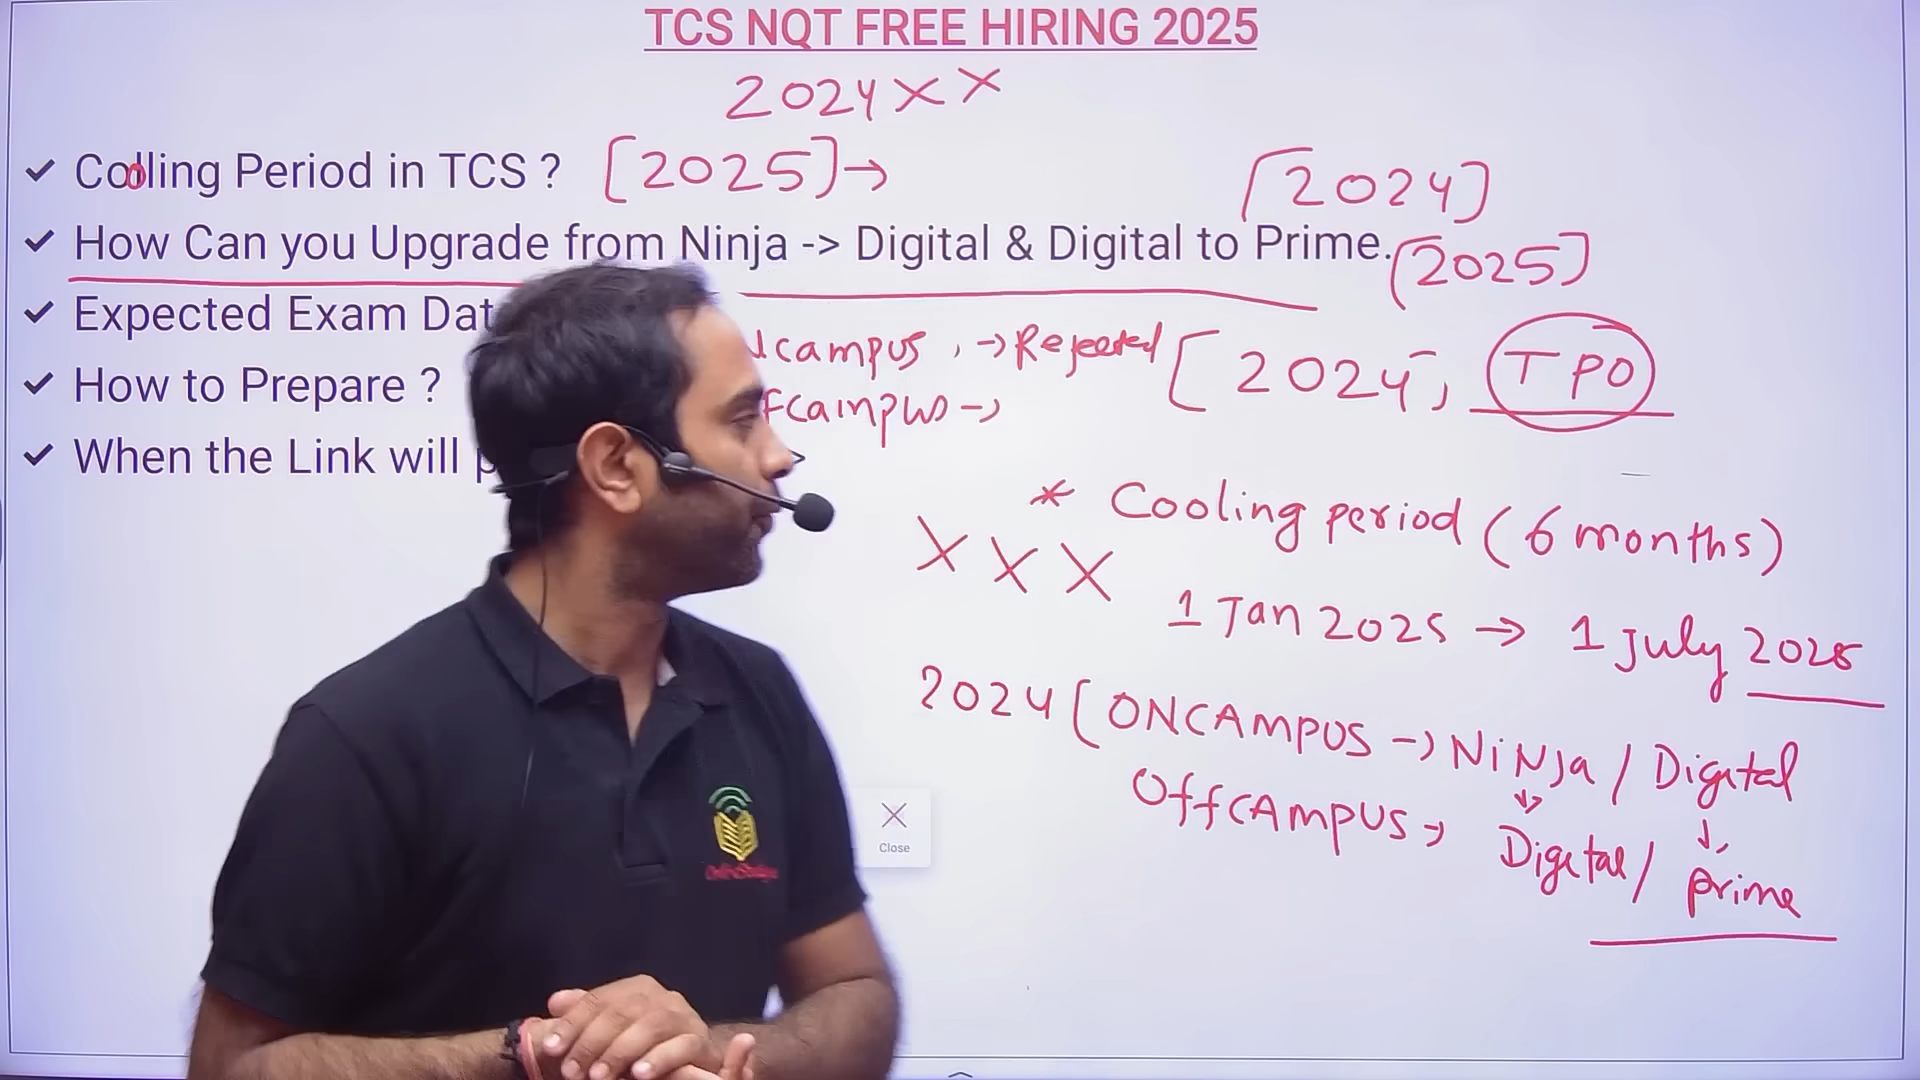 TCS NQT FREE HIRING 2025
2024 X X
✓ Colling Period in TCS ? [2025] →
[2024]
✓ How Can you Upgrade from Ninja -> Digital & Digital to Prime.
[2025]
✓ Expected Exam Dat
campus, → Rejected [2024, TPO
✓ How to Prepare ?
fcampus →
✓ When the Link will
* Cooling period (6 months)
X X X
1 Jan 2025 → 1 July 2025
2024 [ONCAMPUS → NiNja / Digital
OffCAMPUS → Digital / prime
Close